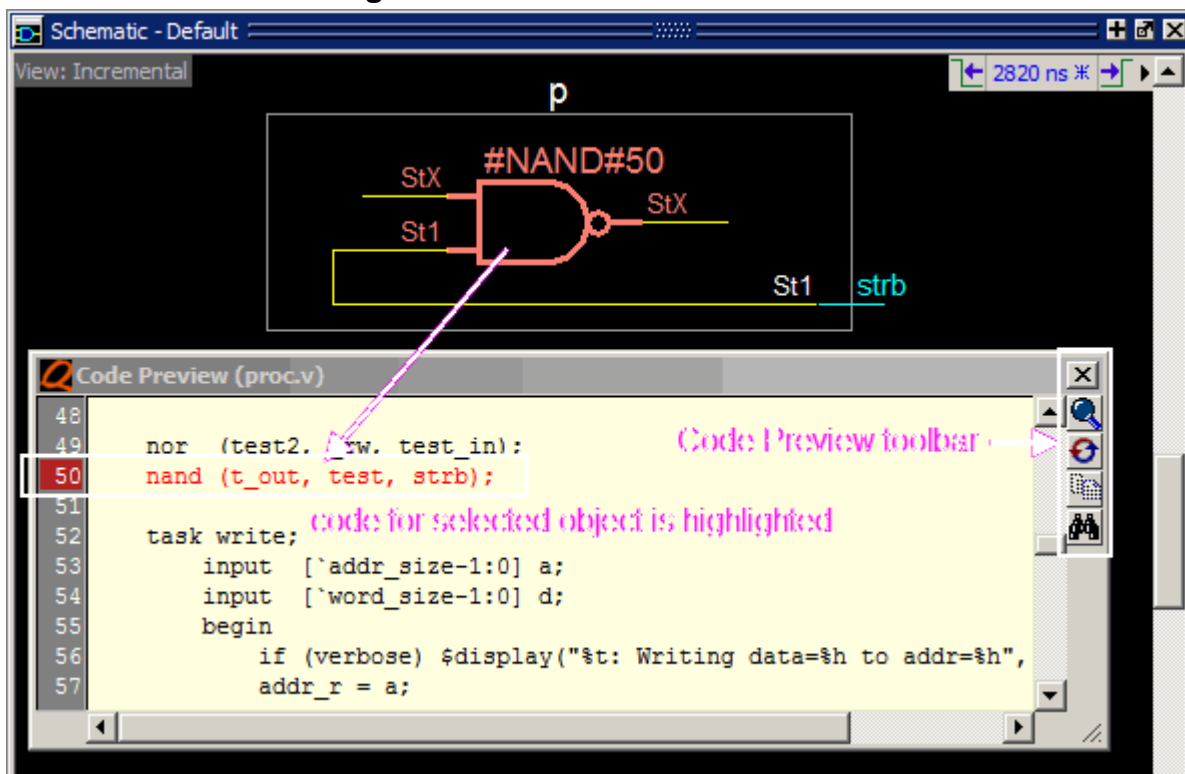 Schematic - Default
View: Incremental
2820 ns
p
#NAND#50
StX
StX
St1
St1 strb
Code Preview (proc.v)
48
49 nor (test2, _rw, test_in);
Code Preview toolbar
50 nand (t_out, test, strb);
51
code for selected object is highlighted
52 task write;
53 input [`addr_size-1:0] a;
54 input [`word_size-1:0] d;
55 begin
56 if (verbose) $display("%t: Writing data=%h to addr=%h",
57 addr_r = a;